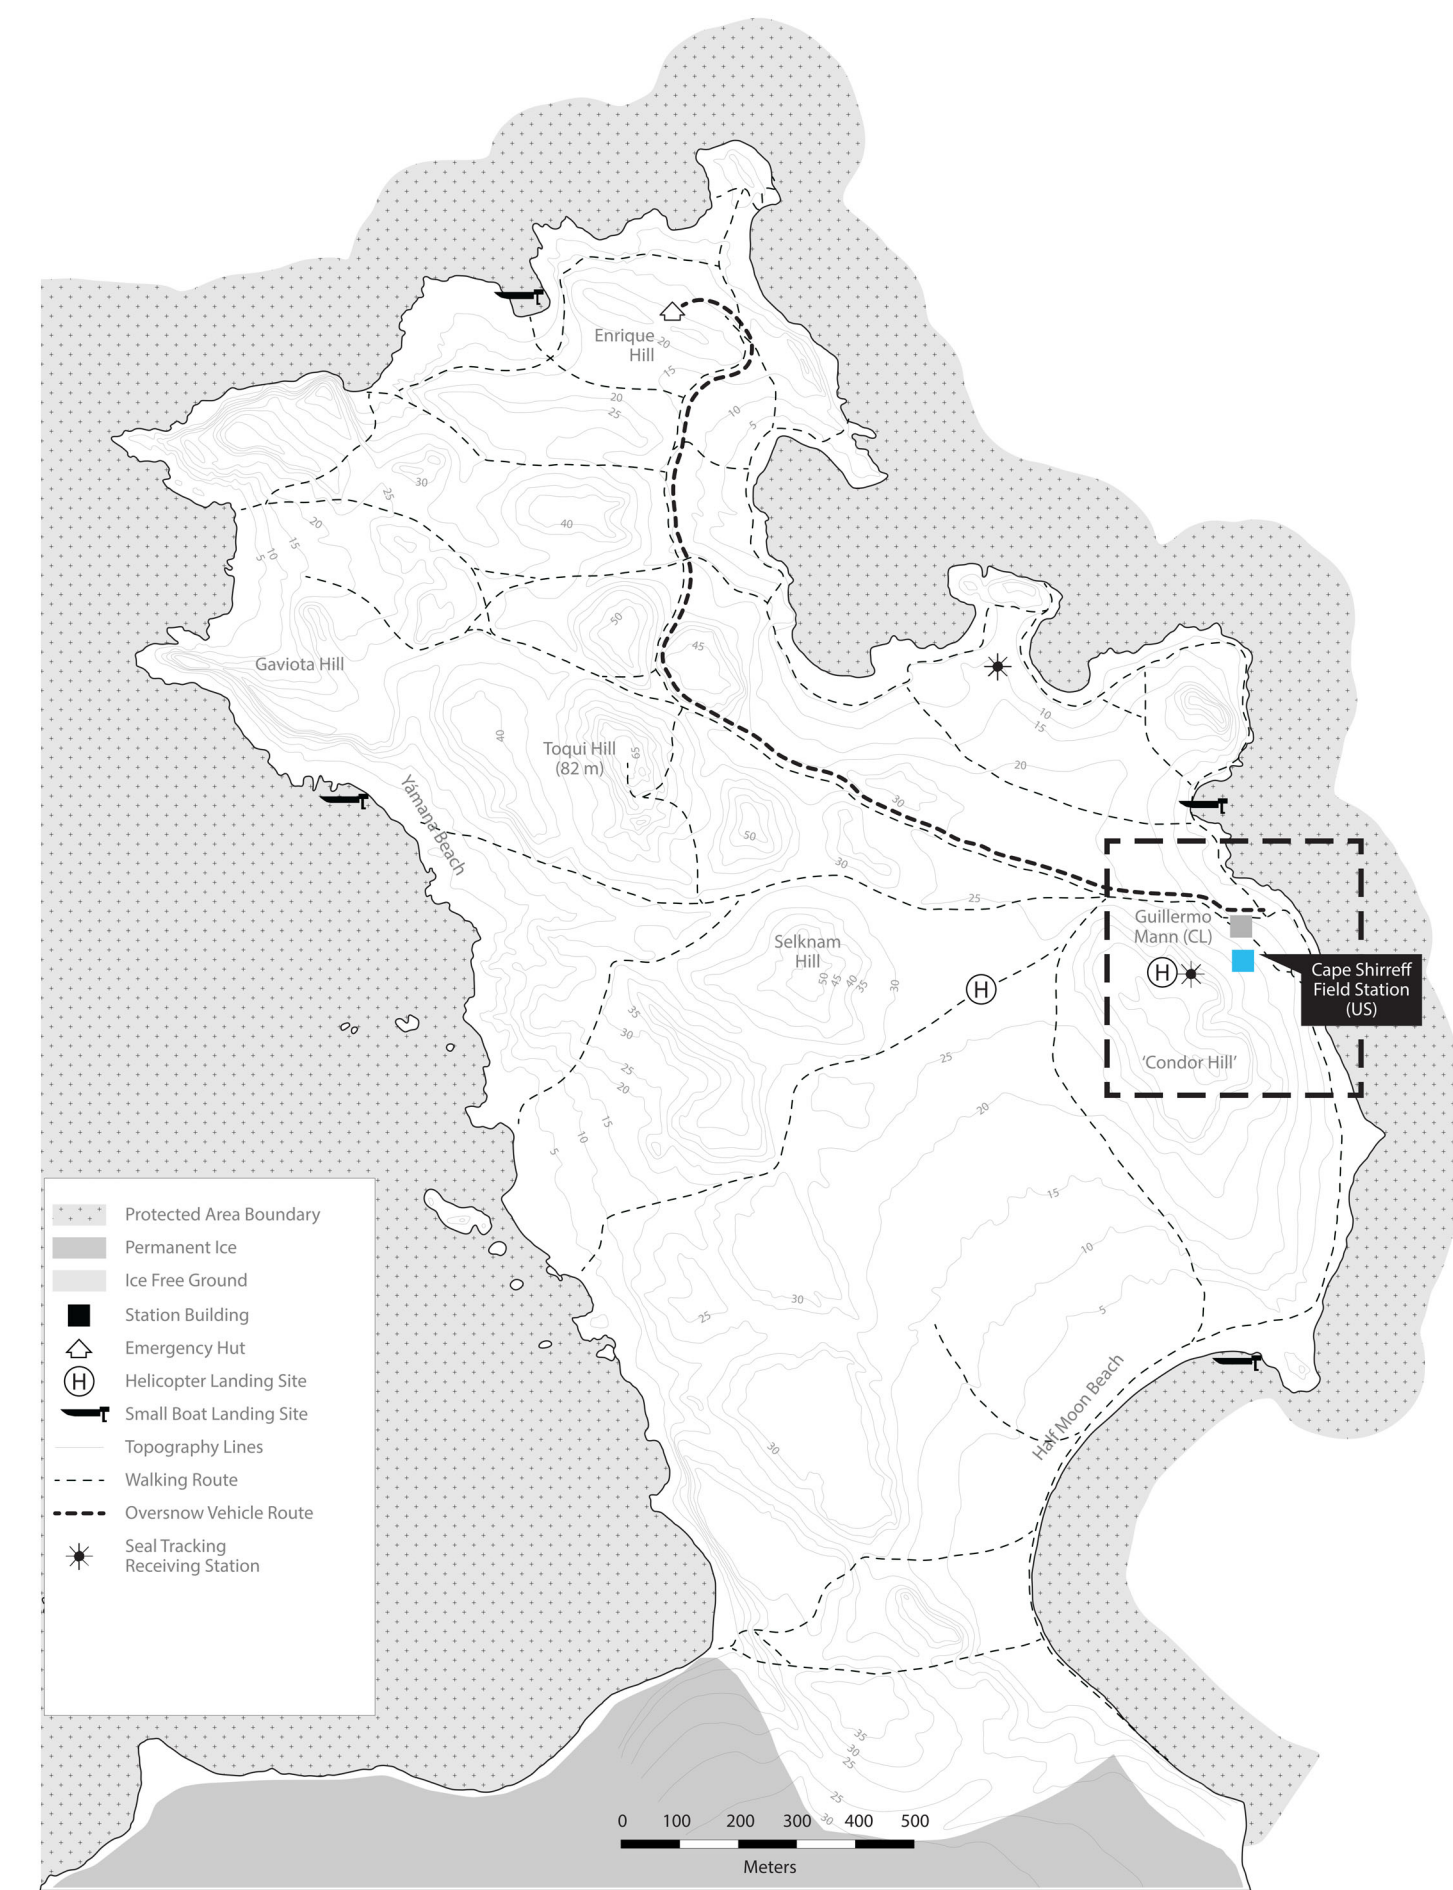 Enrique
Hill
20
15
20
25
10
5
30
25
40
20
15
10
5
50
45
Gaviota Hill
10
15
40
Toqui Hill
(82 m)
65
20
30
Yámana Beach
50
30
25
Guillermo
Mann (CL)
Selknam
Hill
50
45
40
35
30
H
H
Cape Shirreff
Field Station
(US)
35
30
25
20
15
10
5
25
'Condor Hill'
20
15
10
5
30
25
Half Moon Beach
30
Protected Area Boundary
Permanent Ice
Ice Free Ground
Station Building
Emergency Hut
H
Helicopter Landing Site
Small Boat Landing Site
Topography Lines
Walking Route
Oversnow Vehicle Route
Seal Tracking
Receiving Station
35
30
25
25
30
0 100 200 300 400 500
Meters